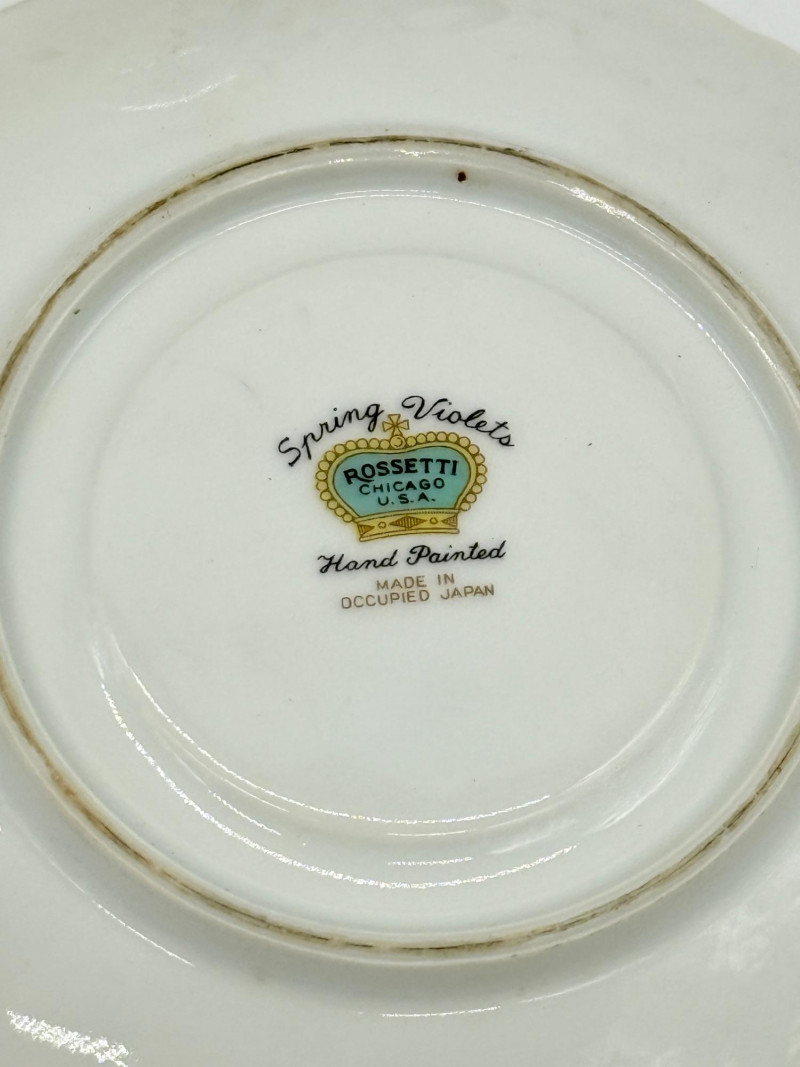 Spring Violets
ROSSETTI
CHICAGO
U.S.A.
Hand Painted
MADE IN
OCCUPIED JAPAN